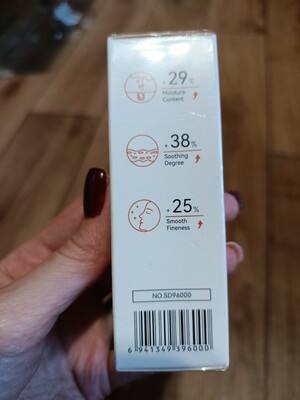 +29%
Moisture
Content
+38%
Soothing
Degree
+25%
Smooth
Fineness
NO.SD96000
6 941349 396000